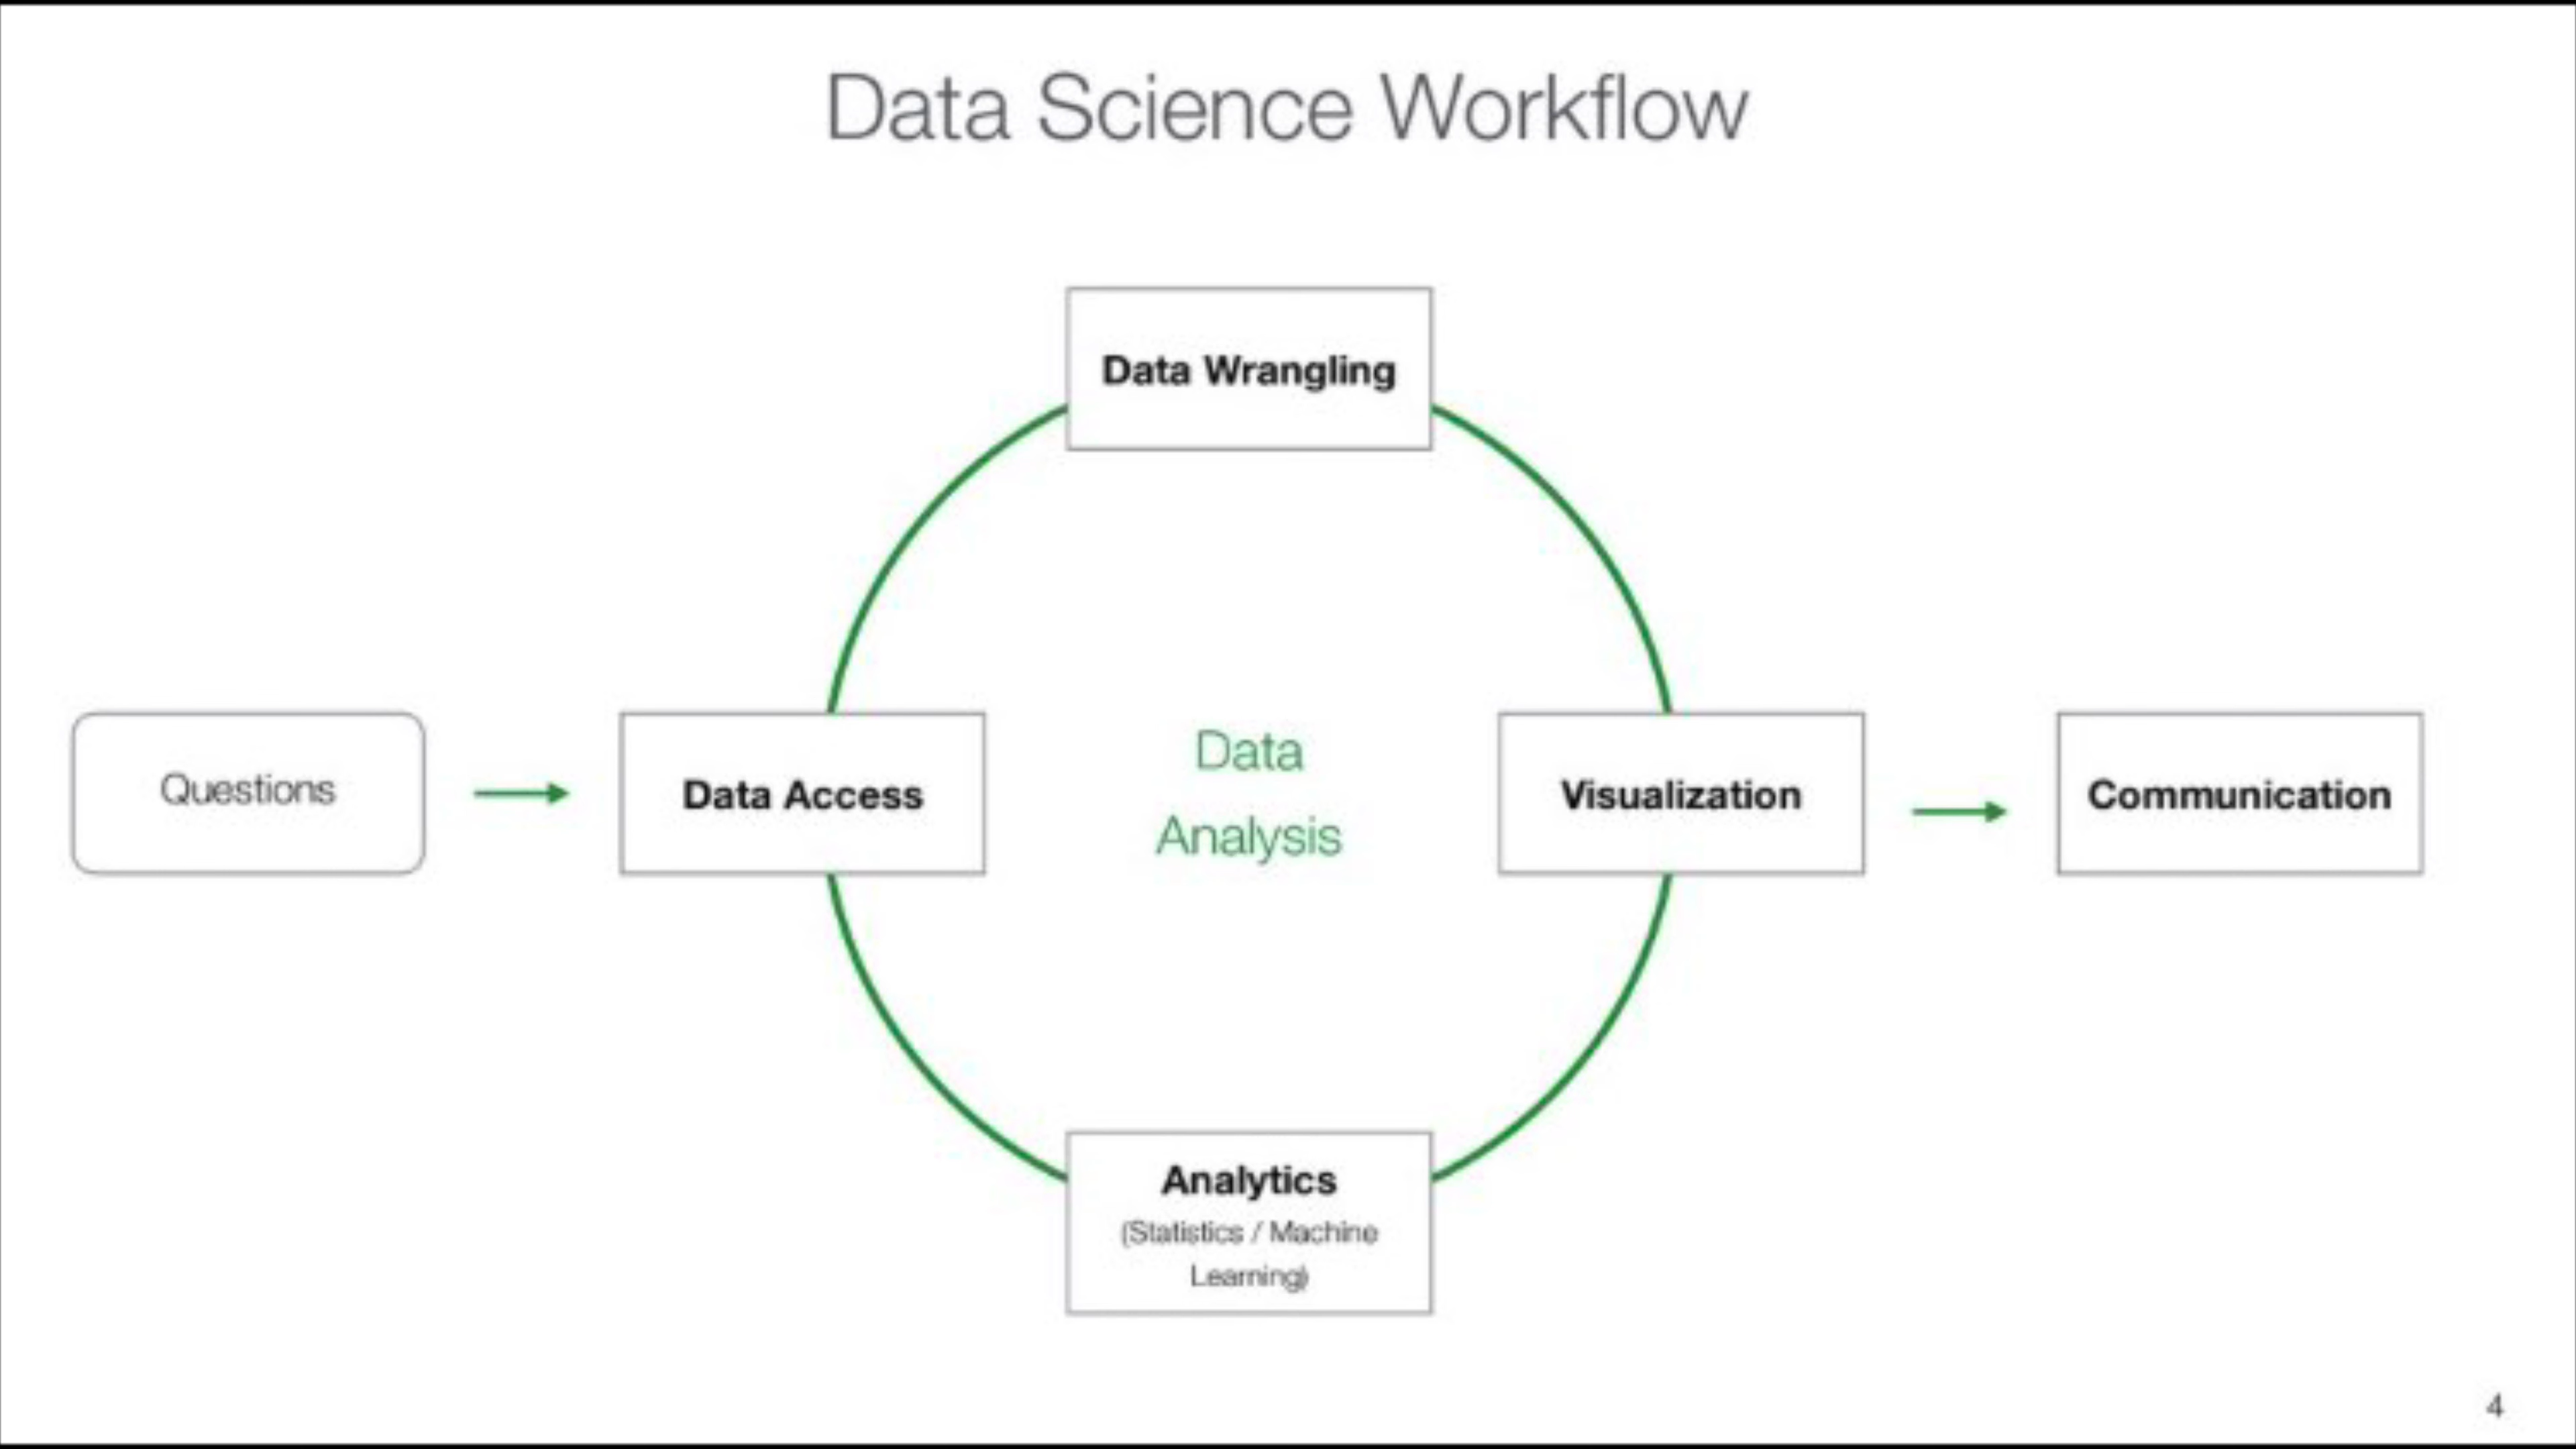 Data Science Workflow
Data Wrangling
Questions
Data Access
Data
Analysis
Visualization
Communication
Analytics
(Statistics / Machine
Learning)
4